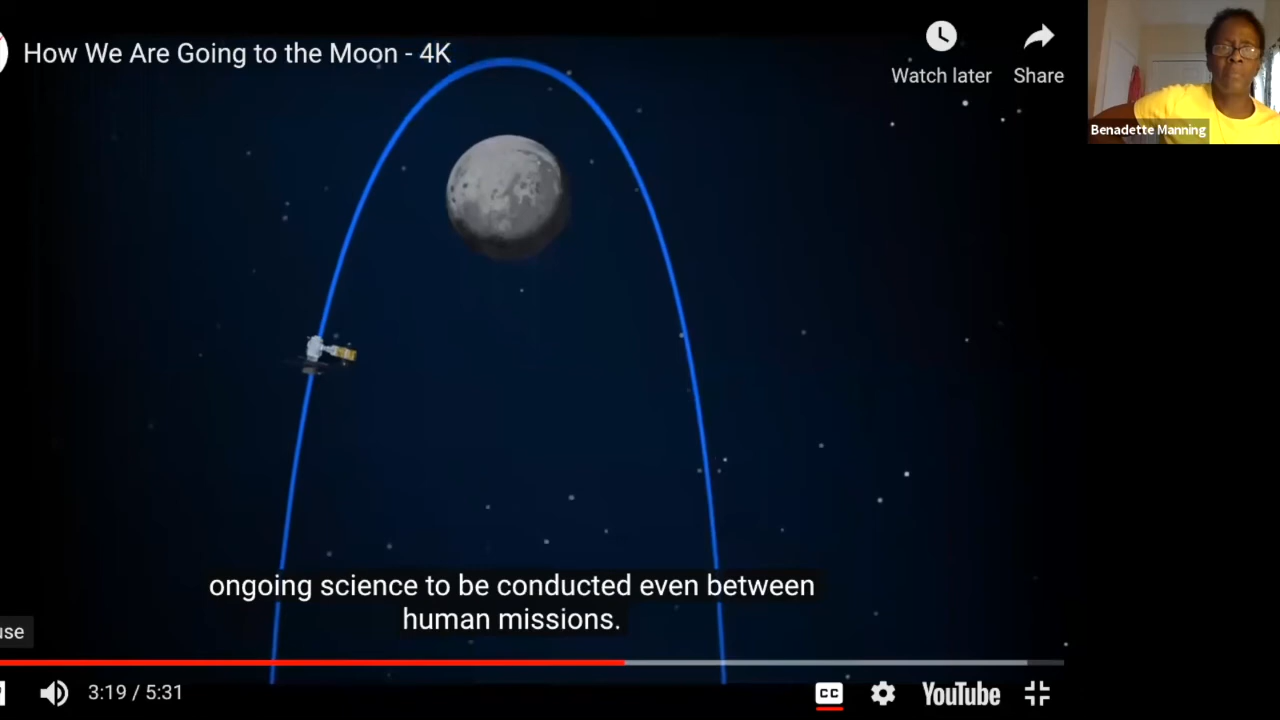 How We Are Going to the Moon - 4K
Watch later
Share
Benadette Manning
ongoing science to be conducted even between
human missions.
use
3:19 / 5:31
CC
YouTube